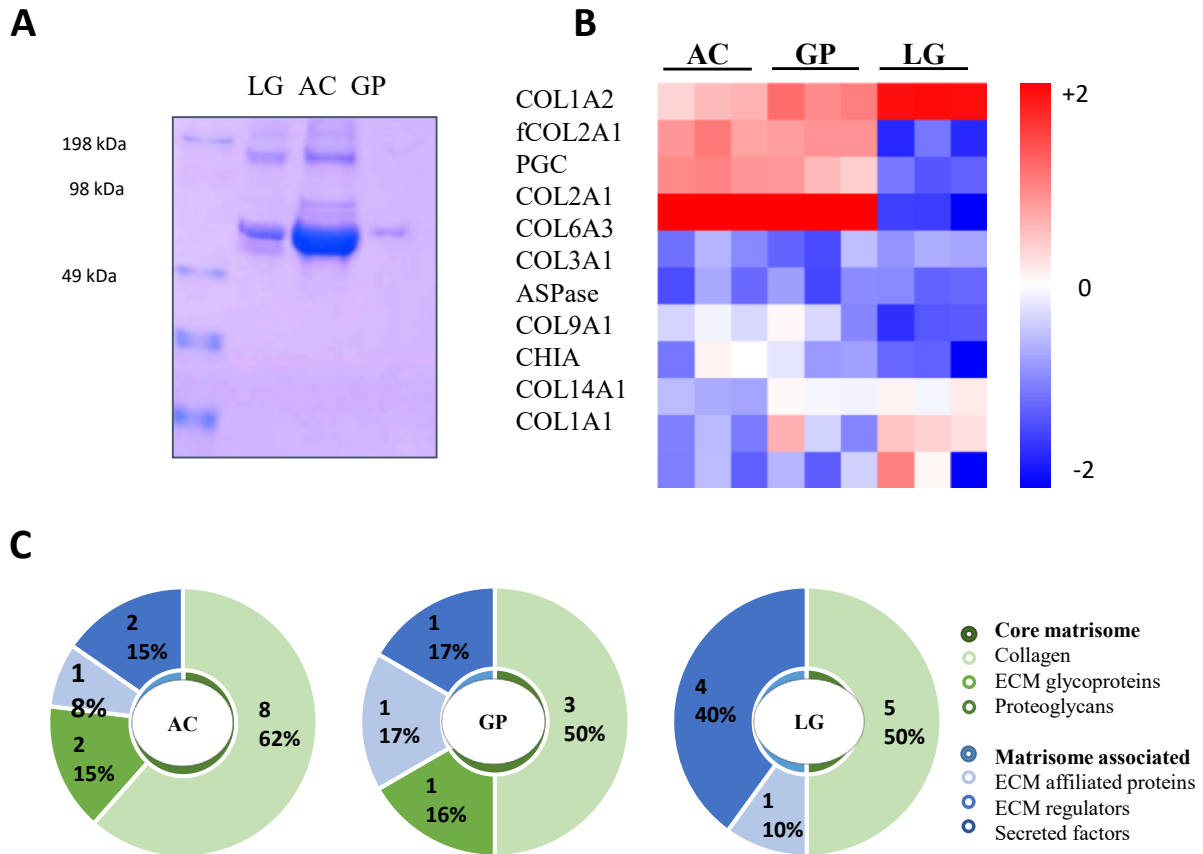 A
LG AC GP
198 kDa
98 kDa
49 kDa
B
AC GP LG
COL1A2
fCOL2A1
PGC
COL2A1
COL6A3
COL3A1
ASPase
COL9A1
CHIA
COL14A1
COL1A1
+2
0
-2
C
2
15%
1
8%
2
15%
8
62%
AC
1
17%
1
17%
1
16%
3
50%
GP
4
40%
1
10%
5
50%
LG
Core matrisome
Collagen
ECM glycoproteins
Proteoglycans
Matrisome associated
ECM affiliated proteins
ECM regulators
Secreted factors